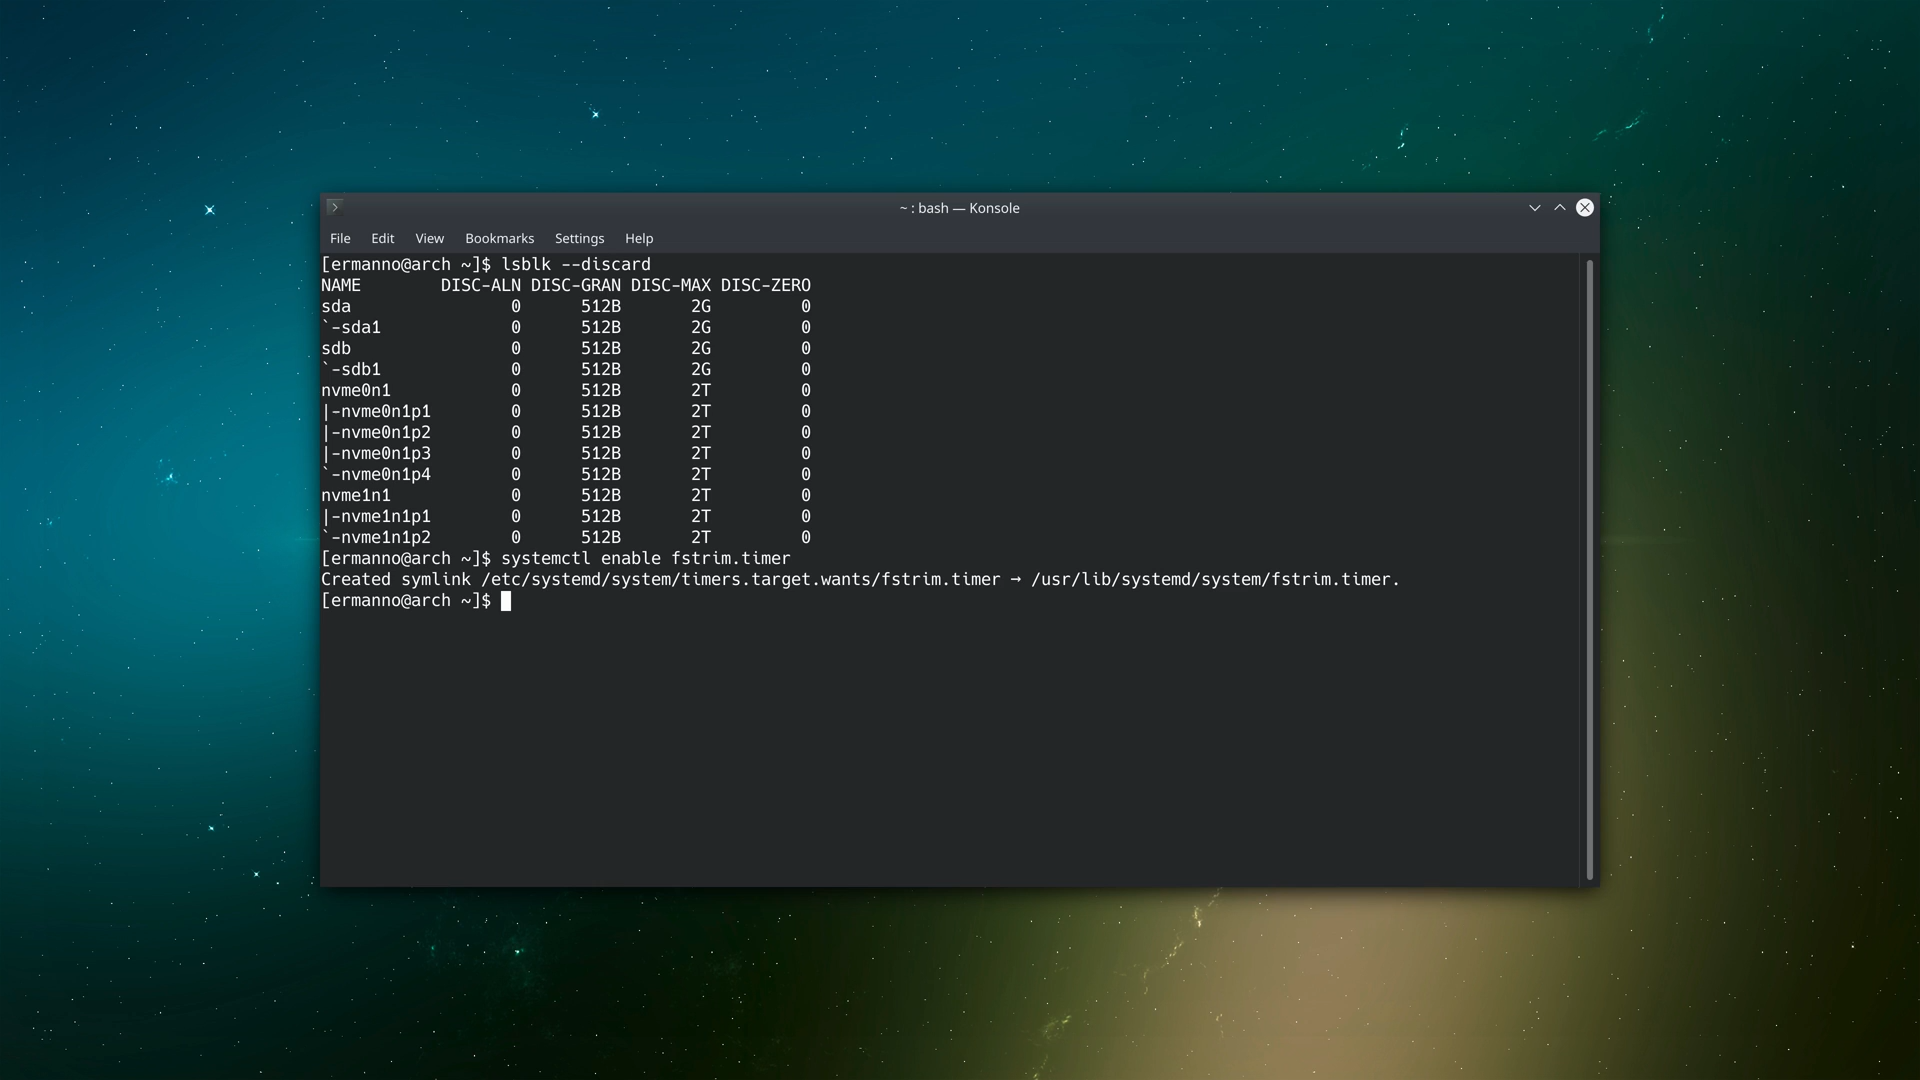 ~ : bash — Konsole
File Edit View Bookmarks Settings Help
[ermanno@arch ~]$ lsblk --discard
NAME        DISC-ALN DISC-GRAN DISC-MAX DISC-ZERO
sda                0      512B       2G         0
`-sda1             0      512B       2G         0
sdb                0      512B       2G         0
`-sdb1             0      512B       2G         0
nvme0n1            0      512B       2T         0
|-nvme0n1p1        0      512B       2T         0
|-nvme0n1p2        0      512B       2T         0
|-nvme0n1p3        0      512B       2T         0
`-nvme0n1p4        0      512B       2T         0
nvme1n1            0      512B       2T         0
|-nvme1n1p1        0      512B       2T         0
`-nvme1n1p2        0      512B       2T         0
[ermanno@arch ~]$ systemctl enable fstrim.timer
Created symlink /etc/systemd/system/timers.target.wants/fstrim.timer → /usr/lib/systemd/system/fstrim.timer.
[ermanno@arch ~]$